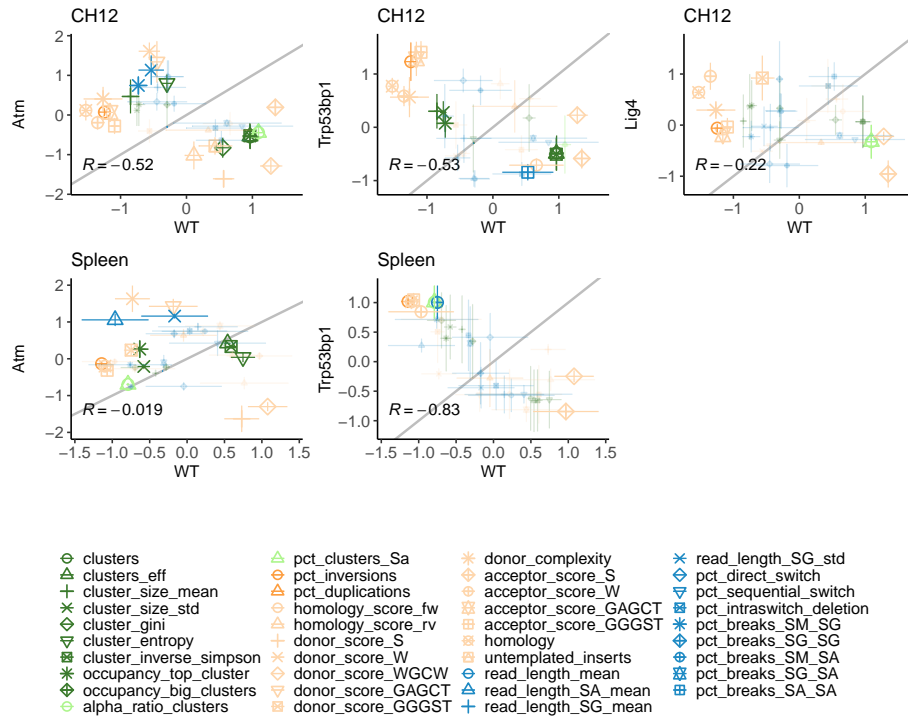 CH12
CH12
CH12
Atm
2
1
0
−1
−2
R = −0.52
−1
0
1
WT
Trp53bp1
1
0
−1
R = −0.53
−1
0
1
WT
Lig4
1
0
−1
R = −0.22
−1
0
1
WT
Spleen
Spleen
Atm
2
1
0
−1
−2
R = −0.019
−1.5
−1.0
−0.5
0.0
0.5
1.0
1.5
WT
Trp53bp1
1.0
0.5
0.0
−0.5
−1.0
R = −0.83
−1.5
−1.0
−0.5
0.0
0.5
1.0
1.5
WT
clusters
clusters_eff
cluster_size_mean
cluster_size_std
cluster_gini
cluster_entropy
cluster_inverse_simpson
occupancy_top_cluster
occupancy_big_clusters
alpha_ratio_clusters
pct_clusters_Sa
pct_inversions
pct_duplications
homology_score_fw
homology_score_rv
donor_score_S
donor_score_W
donor_score_WGCW
donor_score_GAGCT
donor_score_GGGST
donor_complexity
acceptor_score_S
acceptor_score_W
acceptor_score_GAGCT
acceptor_score_GGGST
homology
untemplated_inserts
read_length_mean
read_length_SA_mean
read_length_SG_mean
read_length_SG_std
pct_direct_switch
pct_sequential_switch
pct_intraswitch_deletion
pct_breaks_SM_SG
pct_breaks_SG_SG
pct_breaks_SM_SA
pct_breaks_SG_SA
pct_breaks_SA_SA